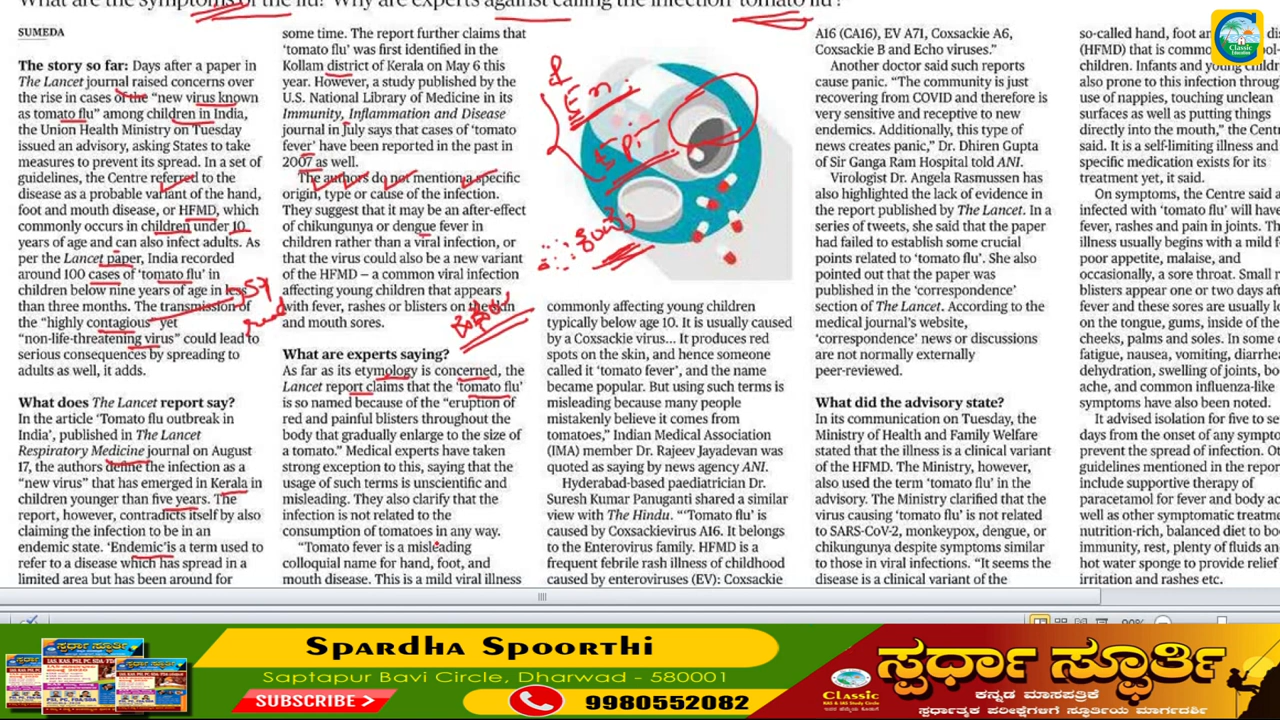 What are the symptoms of the flu? Why are experts against calling the infection 'tomato flu'?
SUMEDA
The story so far: Days after a paper in
The Lancet journal raised concerns over
the rise in cases of the "new virus known
as tomato flu" among children in India,
the Union Health Ministry on Tuesday
issued an advisory, asking States to take
measures to prevent its spread. In a set of
guidelines, the Centre referred to the
disease as a probable variant of the hand,
foot and mouth disease, or HFMD, which
commonly occurs in children under 10
years of age and can also infect adults. As
per the Lancet paper, India recorded
around 100 cases of 'tomato flu' in
children below nine years of age in less
than three months. The transmission of
the "highly contagious" yet
"non-life-threatening virus" could lead to
serious consequences by spreading to
adults as well, it adds.
What does The Lancet report say?
In the article 'Tomato flu outbreak in
India', published in The Lancet
Respiratory Medicine journal on August
17, the authors define the infection as a
"new virus" that has emerged in Kerala in
children younger than five years. The
report, however, contradicts itself by also
claiming the infection to be in an
endemic state. 'Endemic'is a term used to
refer to a disease which has spread in a
limited area but has been around for
some time. The report further claims that
'tomato flu' was first identified in the
Kollam district of Kerala on May 6 this
year. However, a study published by the
U.S. National Library of Medicine in its
Immunity, Inflammation and Disease
journal in July says that cases of 'tomato
fever' have been reported in the past in
2007 as well.
The authors do not mention a specific
origin, type or cause of the infection.
They suggest that it may be an after-effect
of chikungunya or dengue fever in
children rather than a viral infection, or
that the virus could also be a new variant
of the HFMD — a common viral infection
affecting young children that appears
with fever, rashes or blisters on the skin
and mouth sores.
What are experts saying?
As far as its etymology is concerned, the
Lancet report claims that the 'tomato flu'
is so named because of the "eruption of
red and painful blisters throughout the
body that gradually enlarge to the size of
a tomato." Medical experts have taken
strong exception to this, saying that the
usage of such terms is unscientific and
misleading. They also clarify that the
infection is not related to the
consumption of tomatoes in any way.
"Tomato fever is a misleading
colloquial name for hand, foot, and
mouth disease. This is a mild viral illness
commonly affecting young children
typically below age 10. It is usually caused
by a Coxsackie virus... It produces red
spots on the skin, and hence someone
called it 'tomato fever', and the name
became popular. But using such terms is
misleading because many people
mistakenly believe it comes from
tomatoes," Indian Medical Association
(IMA) member Dr. Rajeev Jayadevan was
quoted as saying by news agency ANI.
Hyderabad-based paediatrician Dr.
Suresh Kumar Panuganti shared a similar
view with The Hindu. "'Tomato flu' is
caused by Coxsackievirus A16. It belongs
to the Enterovirus family. HFMD is a
frequent febrile rash illness of childhood
caused by enteroviruses (EV): Coxsackie
A16 (CA16), EV A71, Coxsackie A6,
Coxsackie B and Echo viruses."
Another doctor said such reports
cause panic. "The community is just
recovering from COVID and therefore is
very sensitive and receptive to new
endemics. Additionally, this type of
news creates panic," Dr. Dhiren Gupta
of Sir Ganga Ram Hospital told ANI.
Virologist Dr. Angela Rasmussen has
also highlighted the lack of evidence in
the report published by The Lancet. In a
series of tweets, she said that the paper
had failed to establish some crucial
points related to 'tomato flu'. She also
pointed out that the paper was
published in the 'correspondence'
section of The Lancet. According to the
medical journal's website,
'correspondence' news or discussions
are not normally externally
peer-reviewed.
What did the advisory state?
In its communication on Tuesday, the
Ministry of Health and Family Welfare
stated that the illness is a clinical variant
of the HFMD. The Ministry, however,
also used the term 'tomato flu' in the
advisory. The Ministry clarified that the
virus causing 'tomato flu' is not related
to SARS-CoV-2, monkeypox, dengue, or
chikungunya despite symptoms similar
to those in viral infections. "It seems the
disease is a clinical variant of the
so-called hand, foot and
(HFMD) that is common
children. Infants and young
also prone to this infection through
use of nappies, touching unclean
surfaces as well as putting things
directly into the mouth," the
said. It is a self-limiting illness and
specific medication exists for its
treatment yet, it said.
On symptoms, the Centre said
infected with 'tomato flu' will have
fever, rashes and pain in joints. Th
illness usually begins with a mild f
poor appetite, malaise, and
occasionally, a sore throat. Small r
blisters appear one or two days
fever and these sores are usually
on the tongue, gums, inside of the
cheeks, palms and soles. In some
fatigue, nausea, vomiting,
dehydration, swelling of joints,
ache, and common influenza-like
symptoms have also been noted.
It advised isolation for five to
days from the onset of any
prevent the spread of infection.
guidelines mentioned in the
include supportive therapy of
paracetamol for fever and body
well as other symptomatic
nutrition-rich, balanced diet to
immunity, rest, plenty of fluids and
hot water sponge to provide relief
irritation and rashes etc.
Classic
Education
Spardha Spoorthi
Saptapur Bavi Circle, Dharwad - 580001
SUBSCRIBE
9980552082
ಸ್ಪರ್ಧಾ ಸ್ಫೂರ್ತಿ
ಕನ್ನಡ ಮಾಸಪತ್ರಿಕೆ
ಸ್ಪರ್ಧಾತ್ಮಕ ಪರೀಕ್ಷೆಗಳಿಗೆ ಸ್ಫೂರ್ತಿಯ ಮಾರ್ಗದರ್ಶಿ
Classic
KAS & IAS Study Circle